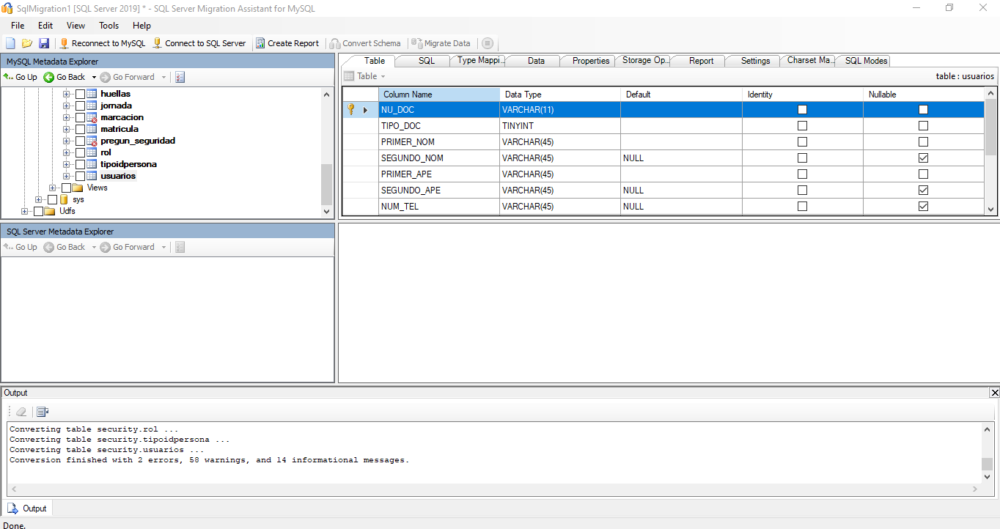 SqlMigration1 [SQL Server 2019] * - SQL Server Migration Assistant for MySQL
File Edit View Tools Help
Reconnect to MySQL Connect to SQL Server Create Report Convert Schema Migrate Data
MySQL Metadata Explorer
Go Up Go Back Go Forward
huellas
jornada
marcacion
matricula
pregun_seguridad
rol
tipoidpersona
usuarios
Views
sys
Udfs
Table SQL Type Mappi... Data Properties Storage Op... Report Settings Charset Ma... SQL Modes
Table table : usuarios
Column Name Data Type Default Identity Nullable
NU_DOC VARCHAR(11)
TIPO_DOC TINYINT
PRIMER_NOM VARCHAR(45)
SEGUNDO_NOM VARCHAR(45) NULL
PRIMER_APE VARCHAR(45)
SEGUNDO_APE VARCHAR(45) NULL
NUM_TEL VARCHAR(45) NULL
SQL Server Metadata Explorer
Go Up Go Back Go Forward
Output
Converting table security.rol ...
Converting table security.tipoidpersona ...
Converting table security.usuarios ...
Conversion finished with 2 errors, 58 warnings, and 14 informational messages.
Output
Done.